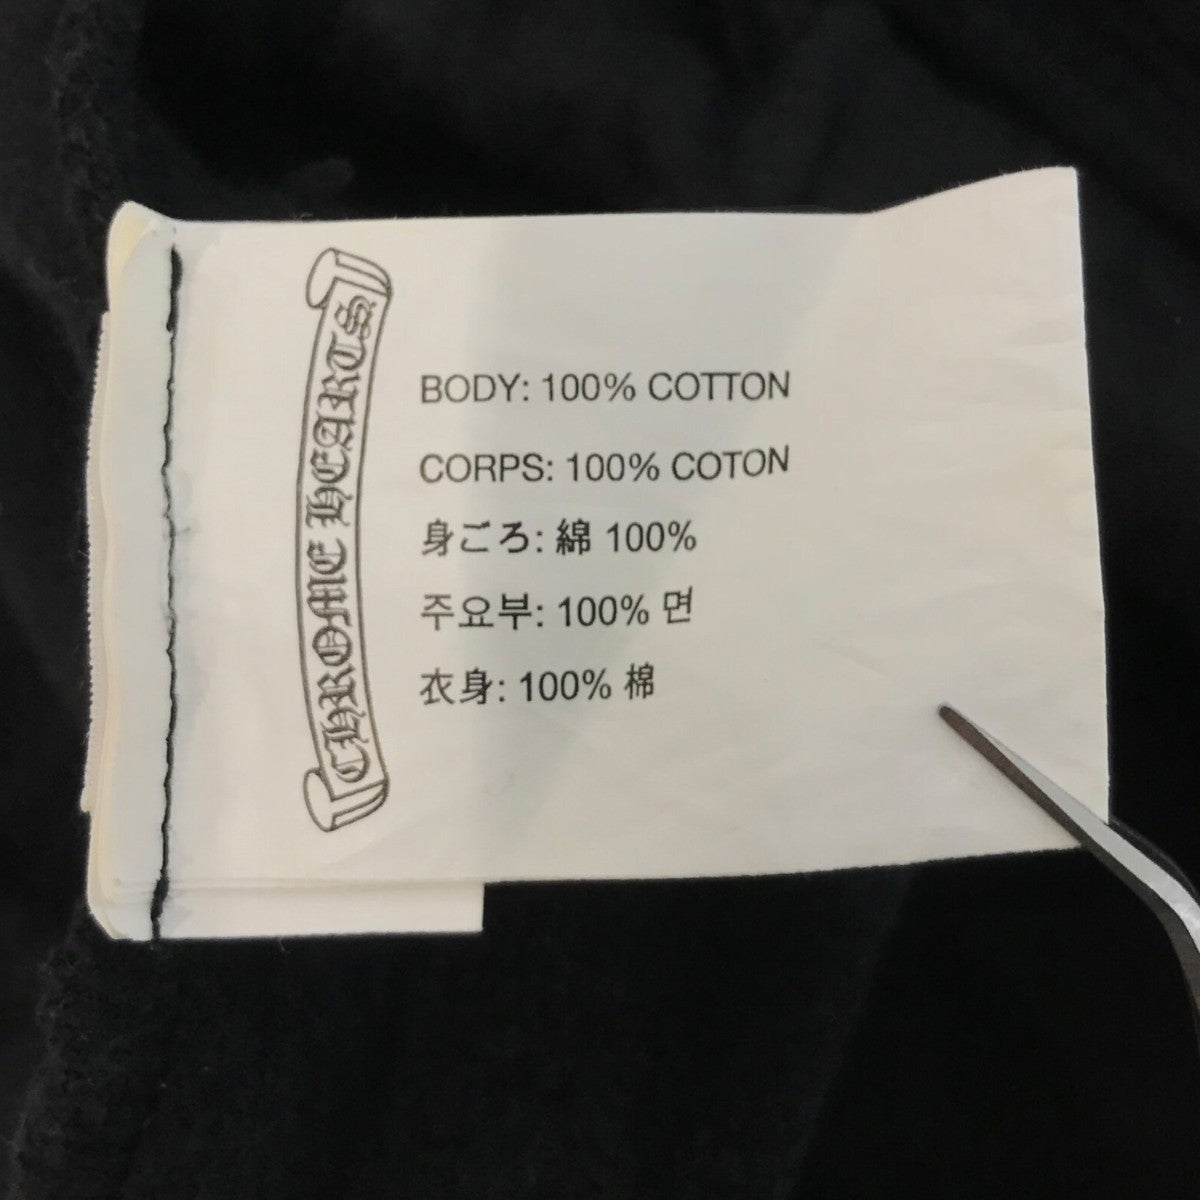 CHROME HEARTS
BODY: 100% COTTON
CORPS: 100% COTON
身ごろ: 綿 100%
주요부: 100% 면
衣身: 100% 棉